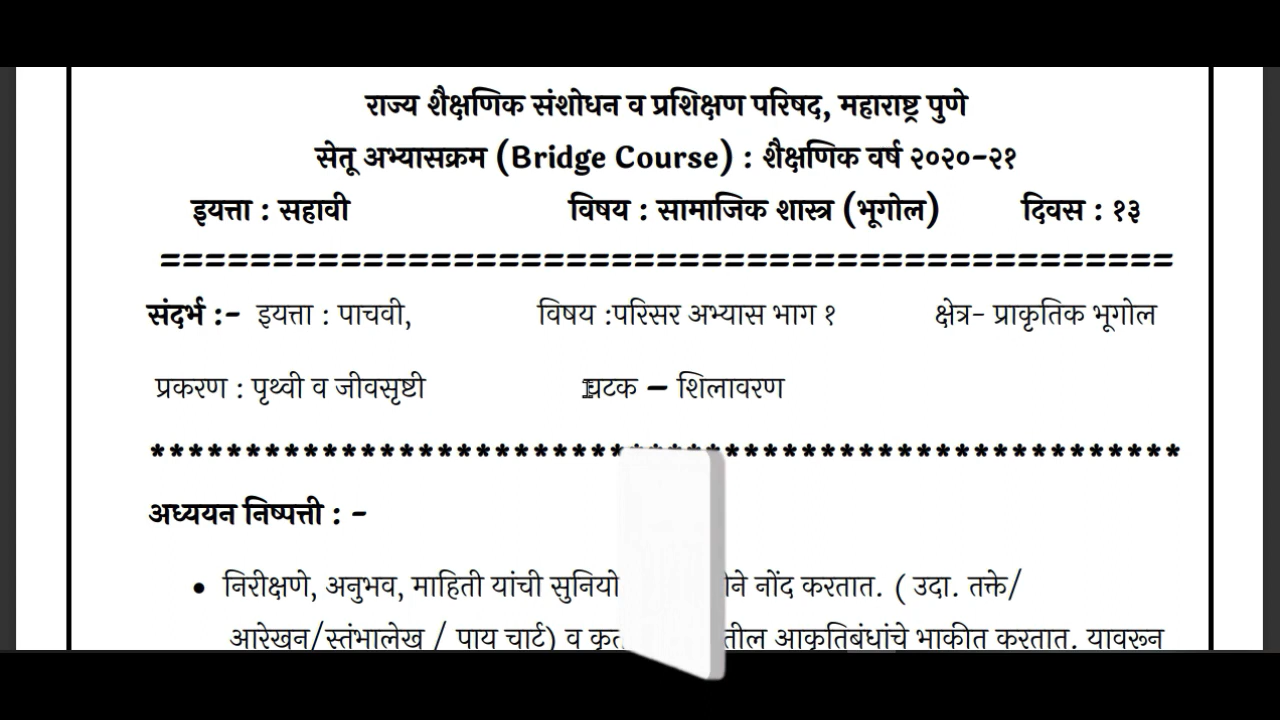 राज्य शैक्षणिक संशोधन व प्रशिक्षण परिषद, महाराष्ट्र पुणे
सेतू अभ्यासक्रम (Bridge Course) : शैक्षणिक वर्ष २०२०-२१
इयत्ता : सहावी विषय : सामाजिक शास्त्र (भूगोल) दिवस : १३
==============================================
संदर्भ :- इयत्ता : पाचवी, विषय :परिसर अभ्यास भाग १ क्षेत्र- प्राकृतिक भूगोल
प्रकरण : पृथ्वी व जीवसृष्टी घटक – शिलावरण
******************************************************
अध्ययन निष्पत्ती : -
• निरीक्षणे, अनुभव, माहिती यांची नोंद करतात. ( उदा. तक्ते/
आरेखन/स्तंभालेख / पाय चार्ट) व आकृतिबंधांचे भाकीत करतात. यावरून